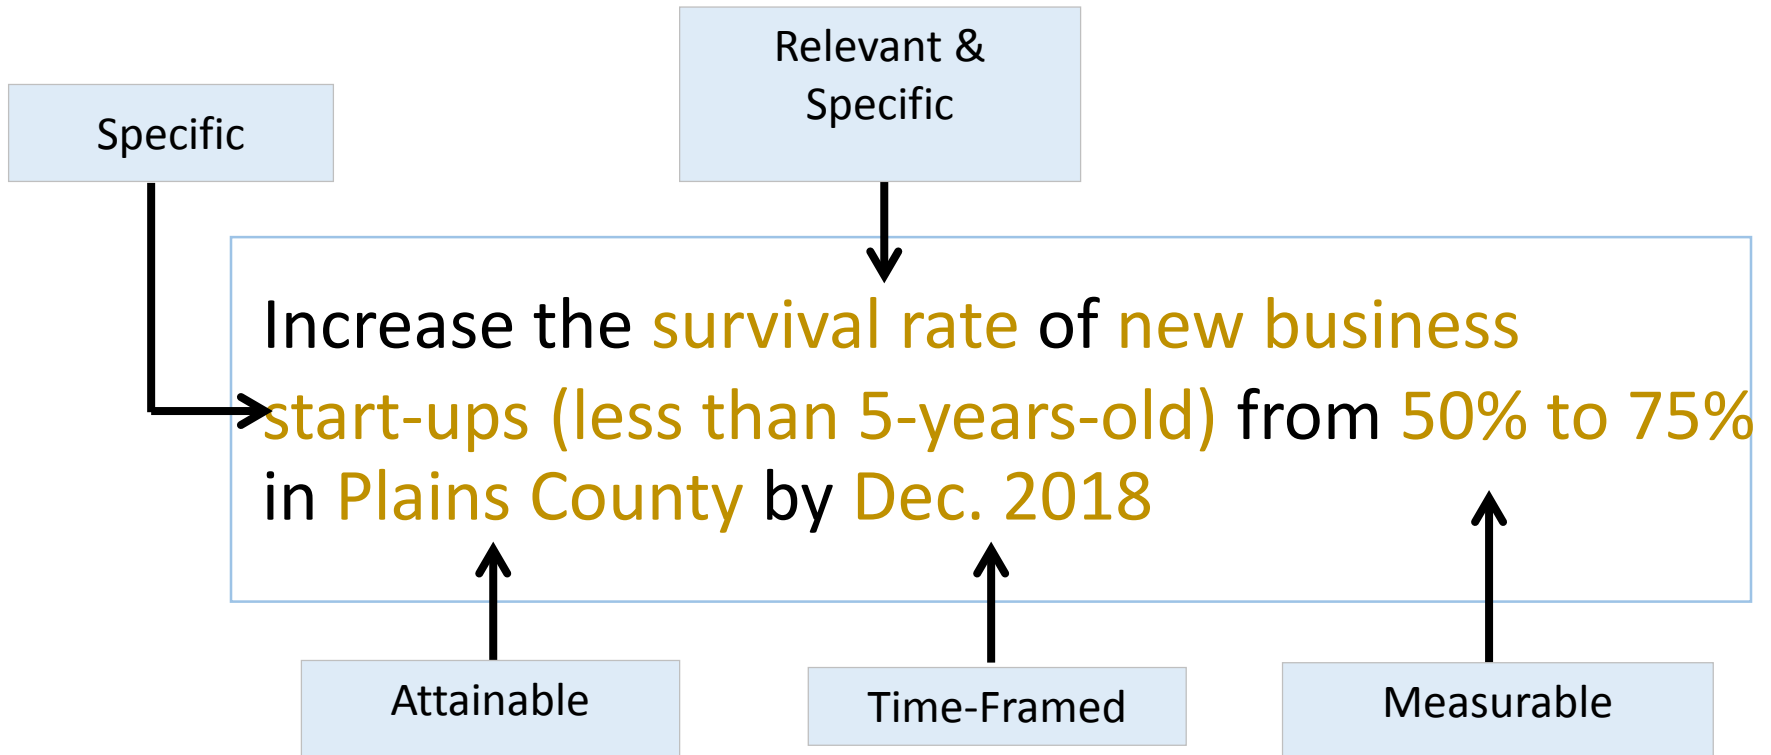 Relevant &
Specific
Specific
Increase the survival rate of new business
start-ups (less than 5-years-old) from 50% to 75%
in Plains County by Dec. 2018
Attainable
Time-Framed
Measurable